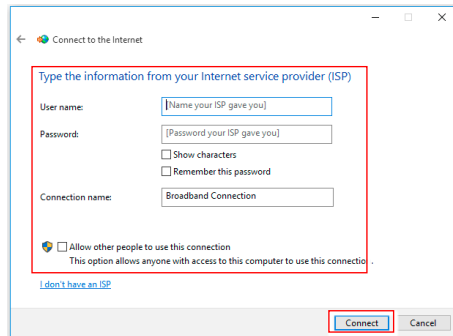 Connect to the Internet
Type the information from your Internet service provider (ISP)
User name:
[Name your ISP gave you]
Password:
[Password your ISP gave you]
Show characters
Remember this password
Connection name:
Broadband Connection
Allow other people to use this connection
This option allows anyone with access to this computer to use this connection.
I don't have an ISP
Connect
Cancel